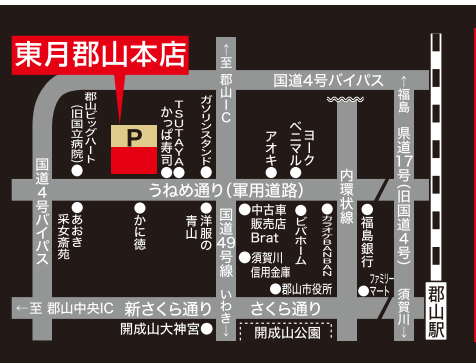 東月郡山本店
←至 郡山IC
国道4号バイパス
↑福島 県道17号(旧国道4号) 須賀川↓
郡山ビッグハート
(旧国立病院)
P
かっぱ寿司
TSUTAYA
ガソリンスタンド
アオキ
ヨーク
ベニマル
内環状線
国道4号バイパス
うねめ通り(軍用道路)
あおき
采女斎苑
かに徳
洋服の
青山
国道49号線 いわき↓
中古車
販売店
Brat
須賀川
信用金庫
ビバホーム
カラオケBANBAN
福島銀行
郡山市役所
ファミリー
マート
郡山駅
←至 郡山中央IC
新さくら通り
さくら通り
開成山大神宮
開成山公園